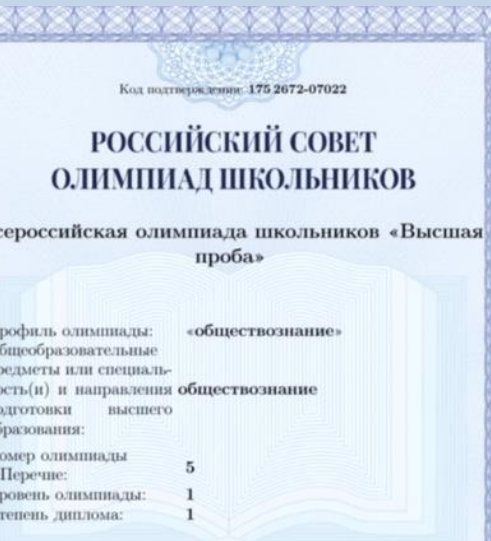 Код подтверждения: 175 2672-07022
РОССИЙСКИЙ СОВЕТ
ОЛИМПИАД ШКОЛЬНИКОВ
сероссийская олимпиада школьников «Высшая
проба»
рофиль олимпиады: «обществознание»
бщеобразовательные
редметы или специаль-
ость(и) и направления обществознание
одготовки высшего
бразования:
омер олимпиады
Перечне: 5
ровень олимпиады: 1
тепень диплома: 1